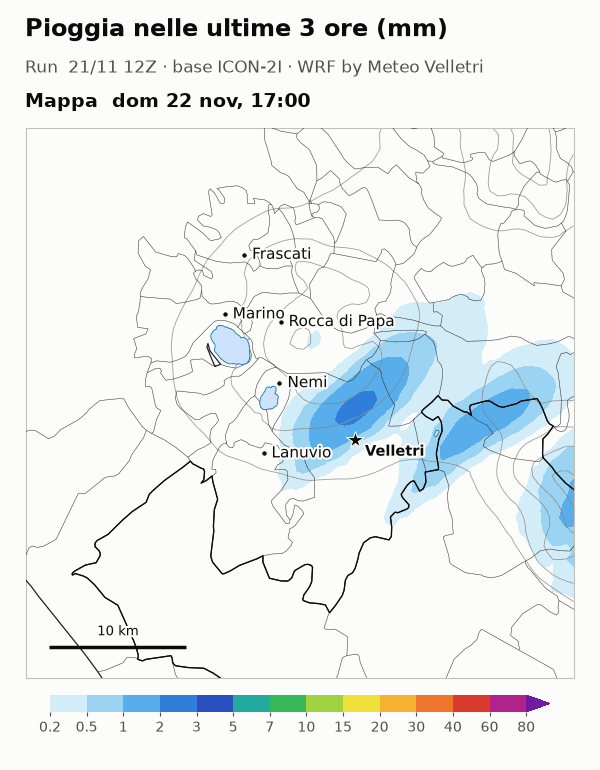 Pioggia nelle ultime 3 ore (mm)
Run  21/11 12Z · base ICON-2I · WRF by Meteo Velletri
Mappa  dom 22 nov, 17:00
Frascati
Marino
Rocca di Papa
Nemi
Velletri
Lanuvio
10 km
0.2 0.5 1 2 3 5 7 10 15 20 30 40 60 80